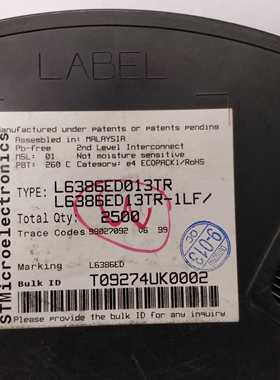 LABEL
Manufactured under patents or patents pending
Assembled in: MALAYSIA
Pb-free 2nd Level Interconnect
MSL: 01 Not moisture sensitive
PBT: 260 C Category: e4 ECOPACK1/RoHS
TYPE: L6386ED013TR
L6386ED13TR-1LF/
Total Qty: 2500
Trace Codes 99027092 06 99
Marking L6386ED
Bulk ID T09274UK0002
Please provide the bulk ID for any inquiry
STMicroelectronics